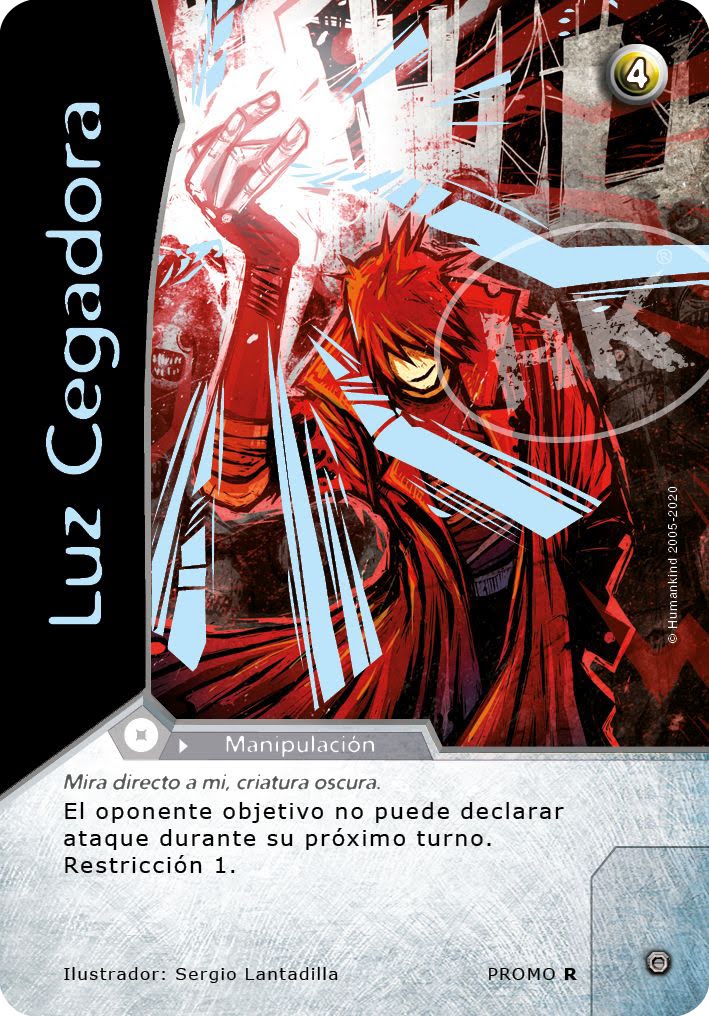 Luz Cegadora
4
HK ®
© Humankind 2005-2020
Manipulación
Mira directo a mi, criatura oscura.
El oponente objetivo no puede declarar
ataque durante su próximo turno.
Restricción 1.
Ilustrador: Sergio Lantadilla
PROMO R